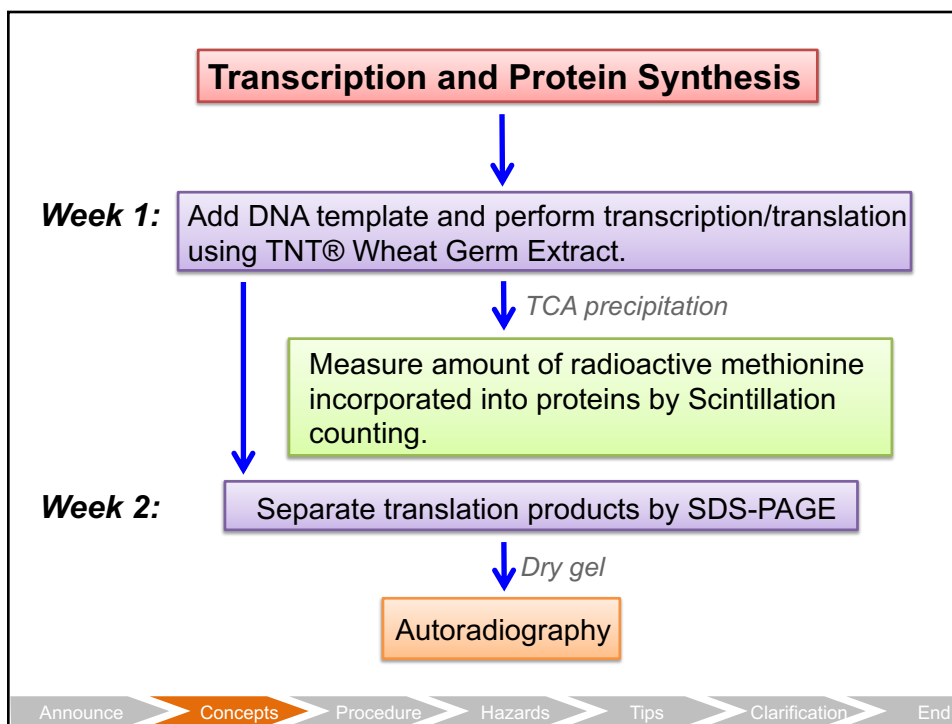 Transcription and Protein Synthesis
Week 1:
Add DNA template and perform transcription/translation
using TNT® Wheat Germ Extract.
TCA precipitation
Measure amount of radioactive methionine
incorporated into proteins by Scintillation
counting.
Week 2:
Separate translation products by SDS-PAGE
Dry gel
Autoradiography
Announce Concepts Procedure Hazards Tips Clarification End